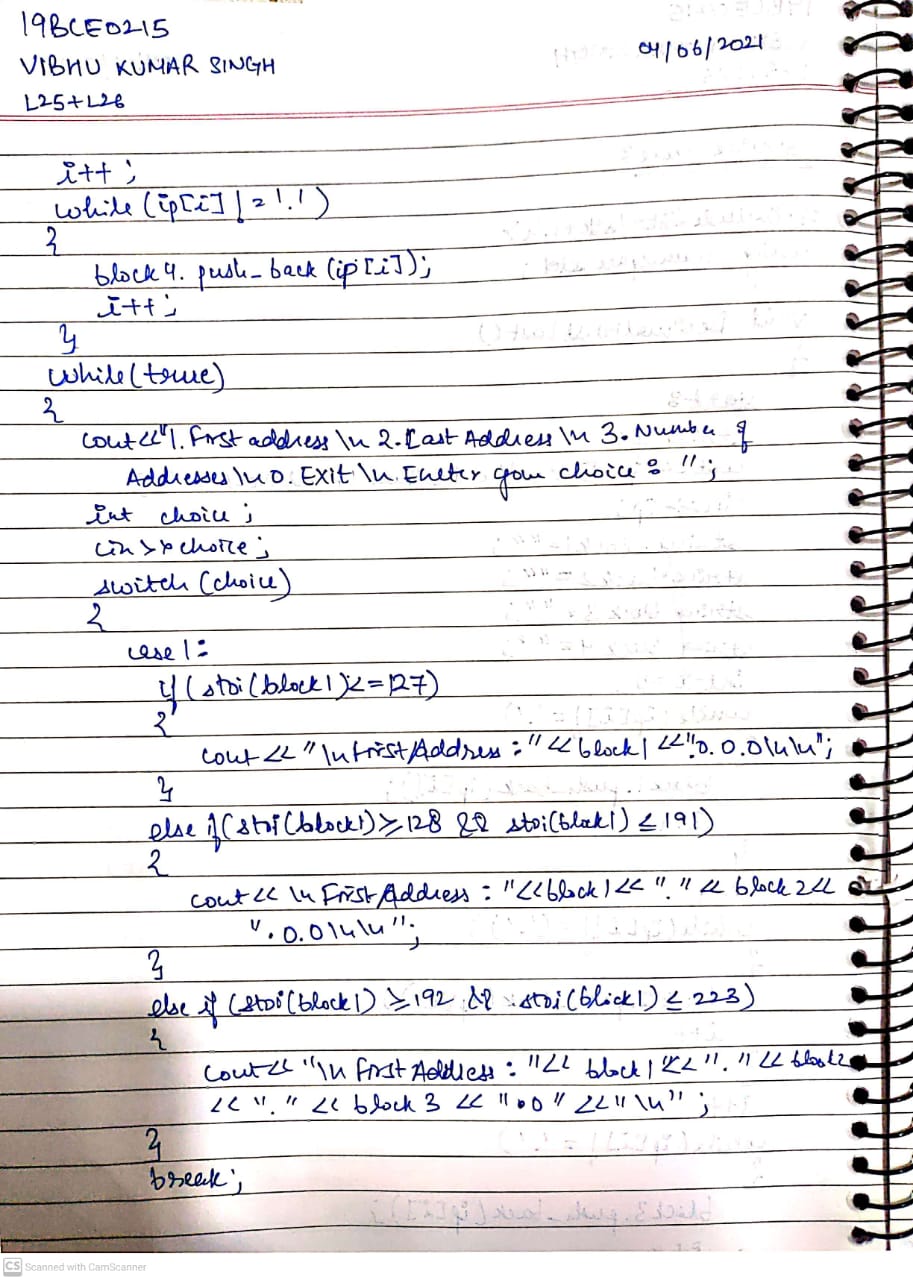 19BCE0215
04/06/2021
VIBHU KUMAR SINGH
L25+L26
i++;
while (ip[i] != '.')
{
block4.push_back (ip[i]);
i++;
}
while(true)
{
cout<<"1. First address \n 2. Last Address \n 3. Number of
Addresses \n 0. Exit \n. Eneter your choice : ";
int choice;
cin>>choice;
switch (choice)
{
case 1:
if (stoi(block1)<=127)
{
cout << "\n First Address :" << block1 <<"0.0.0\n\n";
}
else if(stoi(block1)≥128 && stoi(blok1) ≤ 191)
{
cout << \n First Address : "<<block1<< "." << block2<<
".0.0\n\n";
}
else if (stoi(block1) ≥192 && stoi(block1) ≤ 223)
{
cout<< "\n First Address : "<< block1 <<"." << block2
<< "." << block 3 << ".0" <<"\n" ;
}
break;
CS Scanned with CamScanner